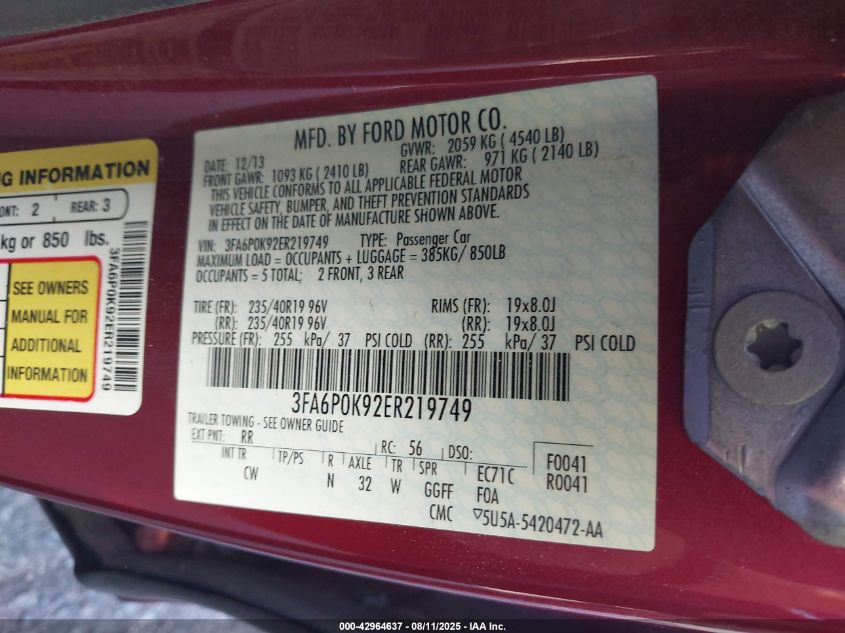 NG INFORMATION
ONT: 2 REAR: 3
kg or 850 lbs.
SEE OWNERS
MANUAL FOR
ADDITIONAL
INFORMATION
3FA6P0K92ER219749
MFD. BY FORD MOTOR CO.
DATE: 12/13 GVWR: 2059 KG ( 4540 LB)
FRONT GAWR: 1093 KG ( 2410 LB) REAR GAWR: 971 KG ( 2140 LB)
THIS VEHICLE CONFORMS TO ALL APPLICABLE FEDERAL MOTOR
VEHICLE SAFETY, BUMPER, AND THEFT PREVENTION STANDARDS
IN EFFECT ON THE DATE OF MANUFACTURE SHOWN ABOVE.
VIN: 3FA6P0K92ER219749 TYPE: Passenger Car
MAXIMUM LOAD = OCCUPANTS + LUGGAGE = 385KG/ 850LB
OCCUPANTS = 5 TOTAL; 2 FRONT, 3 REAR
TIRE (FR): 235/40R19 96V RIMS (FR): 19x8.0J
(RR): 235/40R19 96V (RR): 19x8.0J
PRESSURE (FR): 255 kPa/ 37 PSI COLD (RR): 255 kPa/ 37 PSI COLD
3FA6P0K92ER219749
TRAILER TOWING - SEE OWNER GUIDE
EXT PNT: RR RC: 56 DSO: F0041
INT TR TP/PS R AXLE TR SPR EC71C R0041
CW N 32 W GGFF F0A
CMC ▽5U5A-5420472-AA
000-42964637 - 08/11/2025 - IAA Inc.